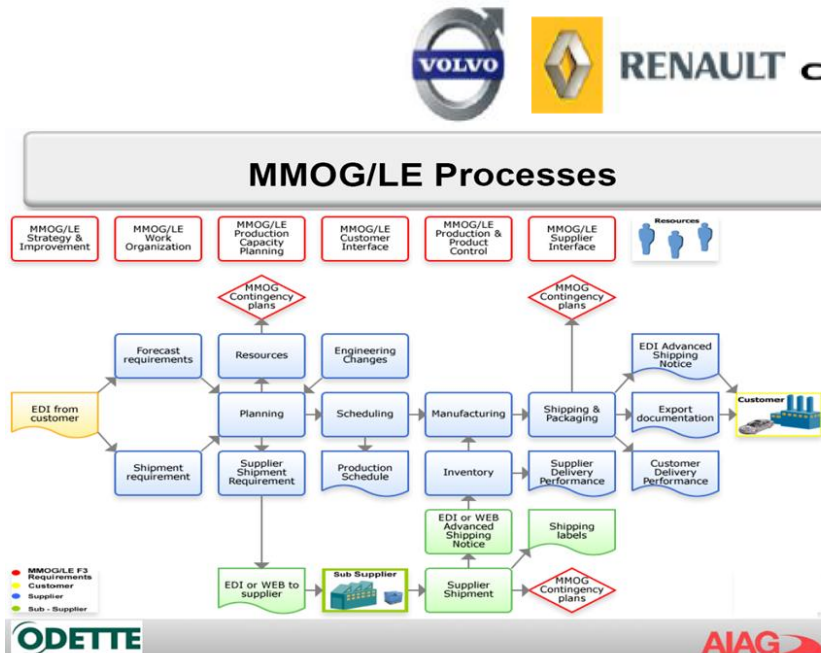 VOLVO
RENAULT
MMOG/LE Processes
MMOG/LE
Strategy &
Improvement
MMOG/LE
Work
Organization
MMOG/LE
Production
Capacity
Planning
MMOG/LE
Customer
Interface
MMOG/LE
Production &
Product
Control
MMOG/LE
Supplier
Interface
Resources
MMOG
Contingency
plans
MMOG
Contingency
plans
Forecast
requirements
Resources
Engineering
Changes
EDI Advanced
Shipping
Notice
EDI from
customer
Planning
Scheduling
Manufacturing
Shipping &
Packaging
Export
documentation
Customer
Shipment
requirement
Supplier
Shipment
Requirement
Production
Schedule
Inventory
Supplier
Delivery
Performance
Customer
Delivery
Performance
EDI or WEB
Advanced
Shipping
Notice
Shipping
labels
EDI or WEB to
supplier
Sub Supplier
Supplier
Shipment
MMOG
Contingency
plans
MMOG/LE F3
Requirements
Customer
Supplier
Sub - Supplier
ODETTE
AIAG